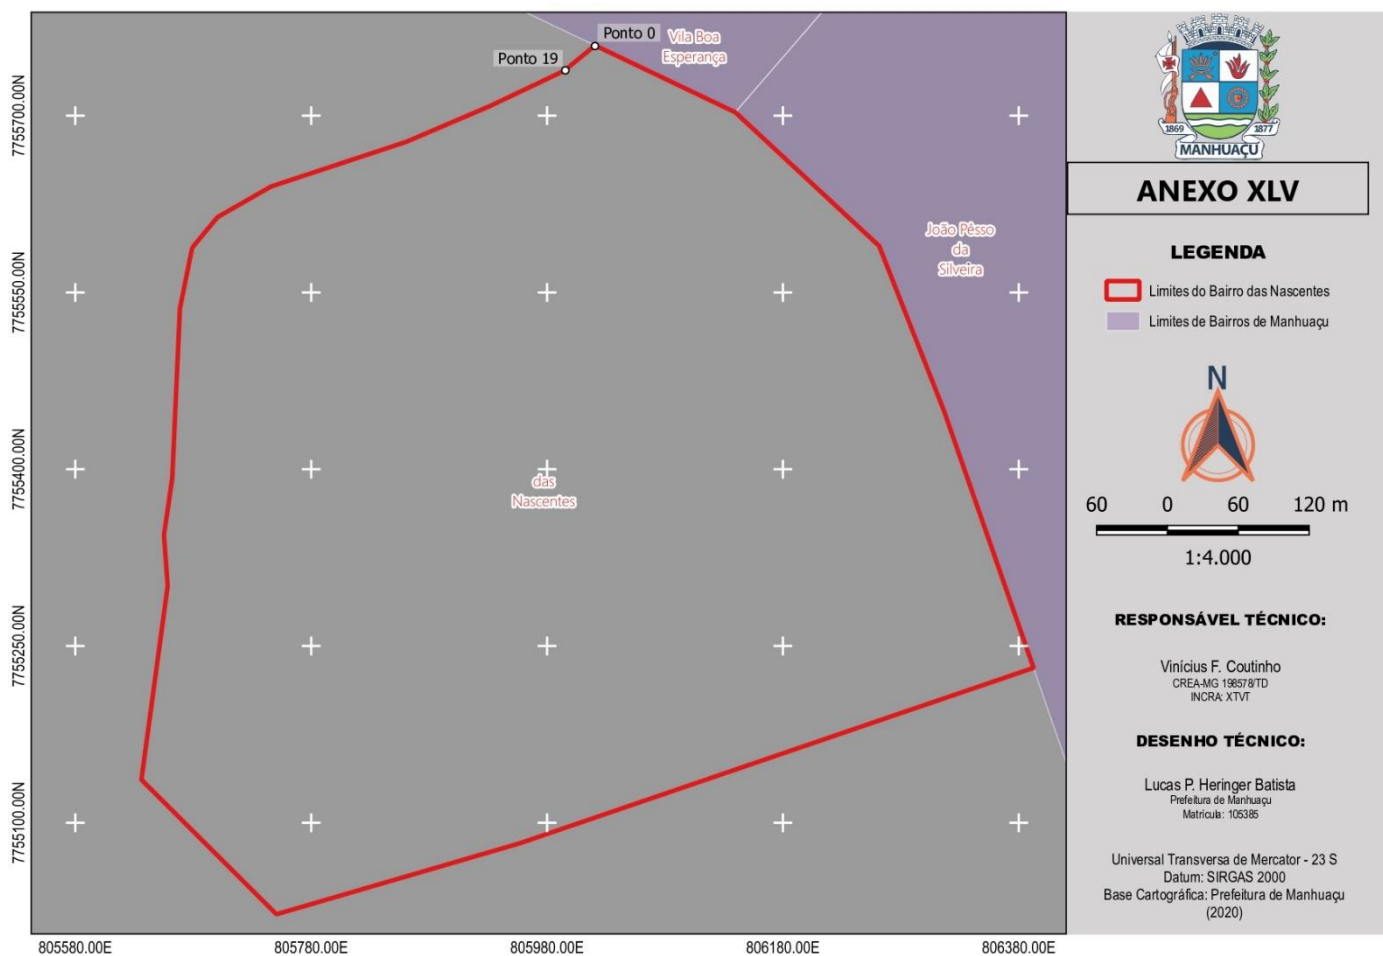 Ponto 0
Ponto 19
Vila Boa
Esperança
João Pêsso
da
Silveira
das
Nascentes
7755700.00N
7755550.00N
7755400.00N
7755250.00N
7755100.00N
805580.00E
805780.00E
805980.00E
806180.00E
806380.00E
1869
1877
MANHUAÇU
ANEXO XLV
LEGENDA
Limites do Bairro das Nascentes
Limites de Bairros de Manhuaçu
N
60 0 60 120 m
1:4.000
RESPONSÁVEL TÉCNICO:
Vinícius F. Coutinho
CREA-MG 198578/TD
INCRA: XTVT
DESENHO TÉCNICO:
Lucas P. Heringer Batista
Prefeitura de Manhuaçu
Matrícula: 105385
Universal Transversa de Mercator - 23 S
Datum: SIRGAS 2000
Base Cartográfica: Prefeitura de Manhuaçu
(2020)